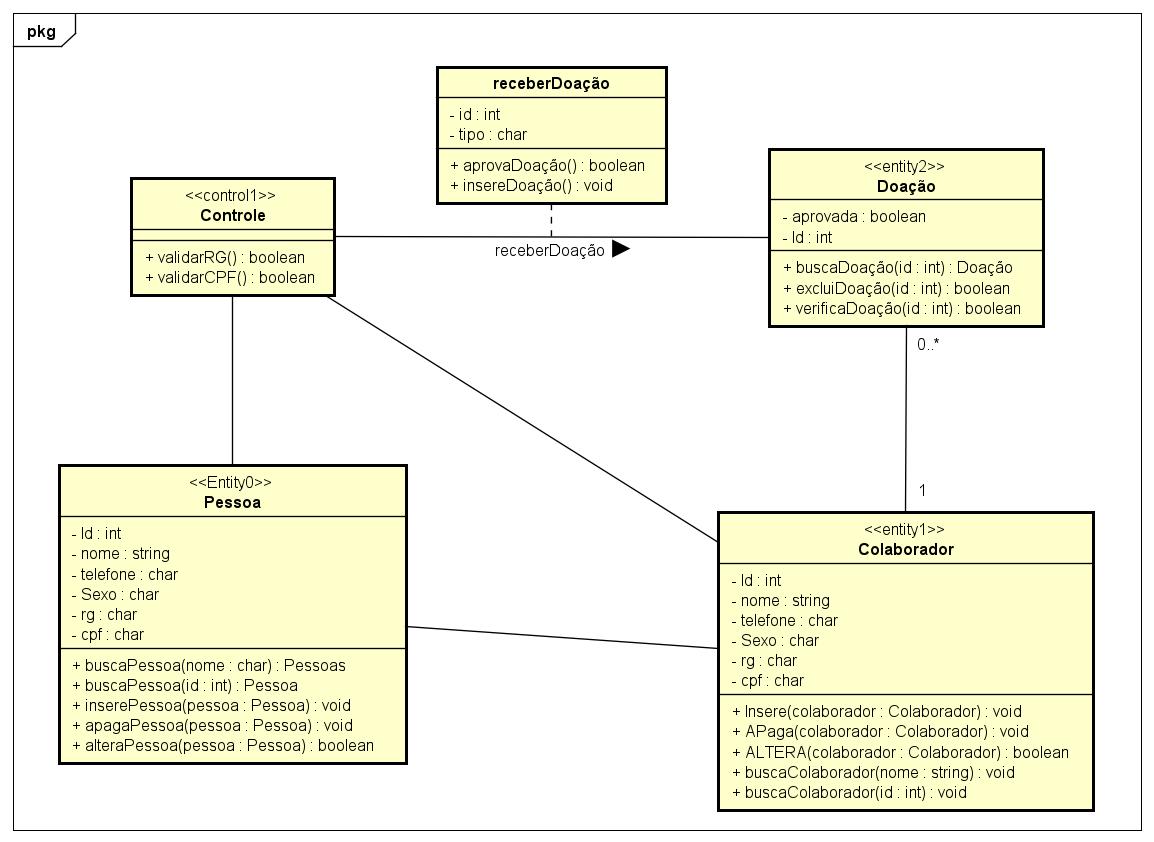 pkg
receberDoação
- id : int
- tipo : char
+ aprovaDoação() : boolean
+ insereDoação() : void
<<control1>>
Controle
+ validarRG() : boolean
+ validarCPF() : boolean
receberDoação
<<entity2>>
Doação
- aprovada : boolean
- Id : int
+ buscaDoação(id : int) : Doação
+ excluiDoação(id : int) : boolean
+ verificaDoação(id : int) : boolean
0..*
1
<<Entity0>>
Pessoa
- Id : int
- nome : string
- telefone : char
- Sexo : char
- rg : char
- cpf : char
+ buscaPessoa(nome : char) : Pessoas
+ buscaPessoa(id : int) : Pessoa
+ inserePessoa(pessoa : Pessoa) : void
+ apagaPessoa(pessoa : Pessoa) : void
+ alteraPessoa(pessoa : Pessoa) : boolean
<<entity1>>
Colaborador
- Id : int
- nome : string
- telefone : char
- Sexo : char
- rg : char
- cpf : char
+ Insere(colaborador : Colaborador) : void
+ APaga(colaborador : Colaborador) : void
+ ALTERA(colaborador : Colaborador) : boolean
+ buscaColaborador(nome : string) : void
+ buscaColaborador(id : int) : void